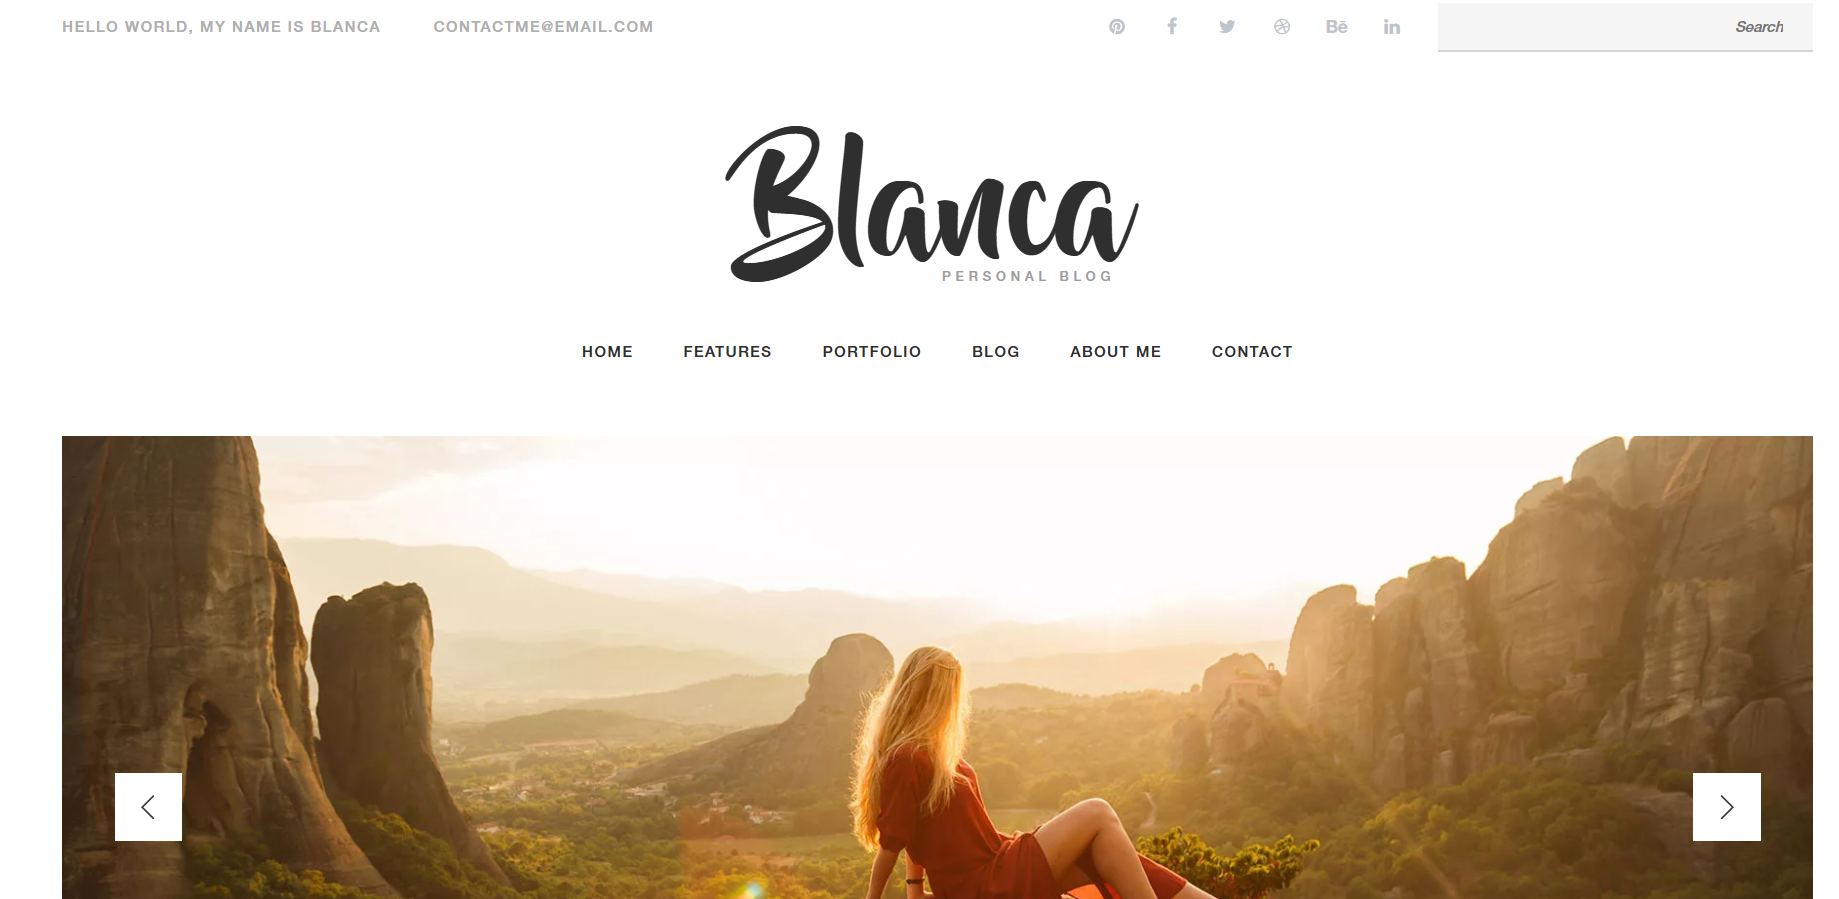 HELLO WORLD, MY NAME IS BLANCA
CONTACTME@EMAIL.COM
Bē
in
Search
Blanca
PERSONAL BLOG
HOME
FEATURES
PORTFOLIO
BLOG
ABOUT ME
CONTACT